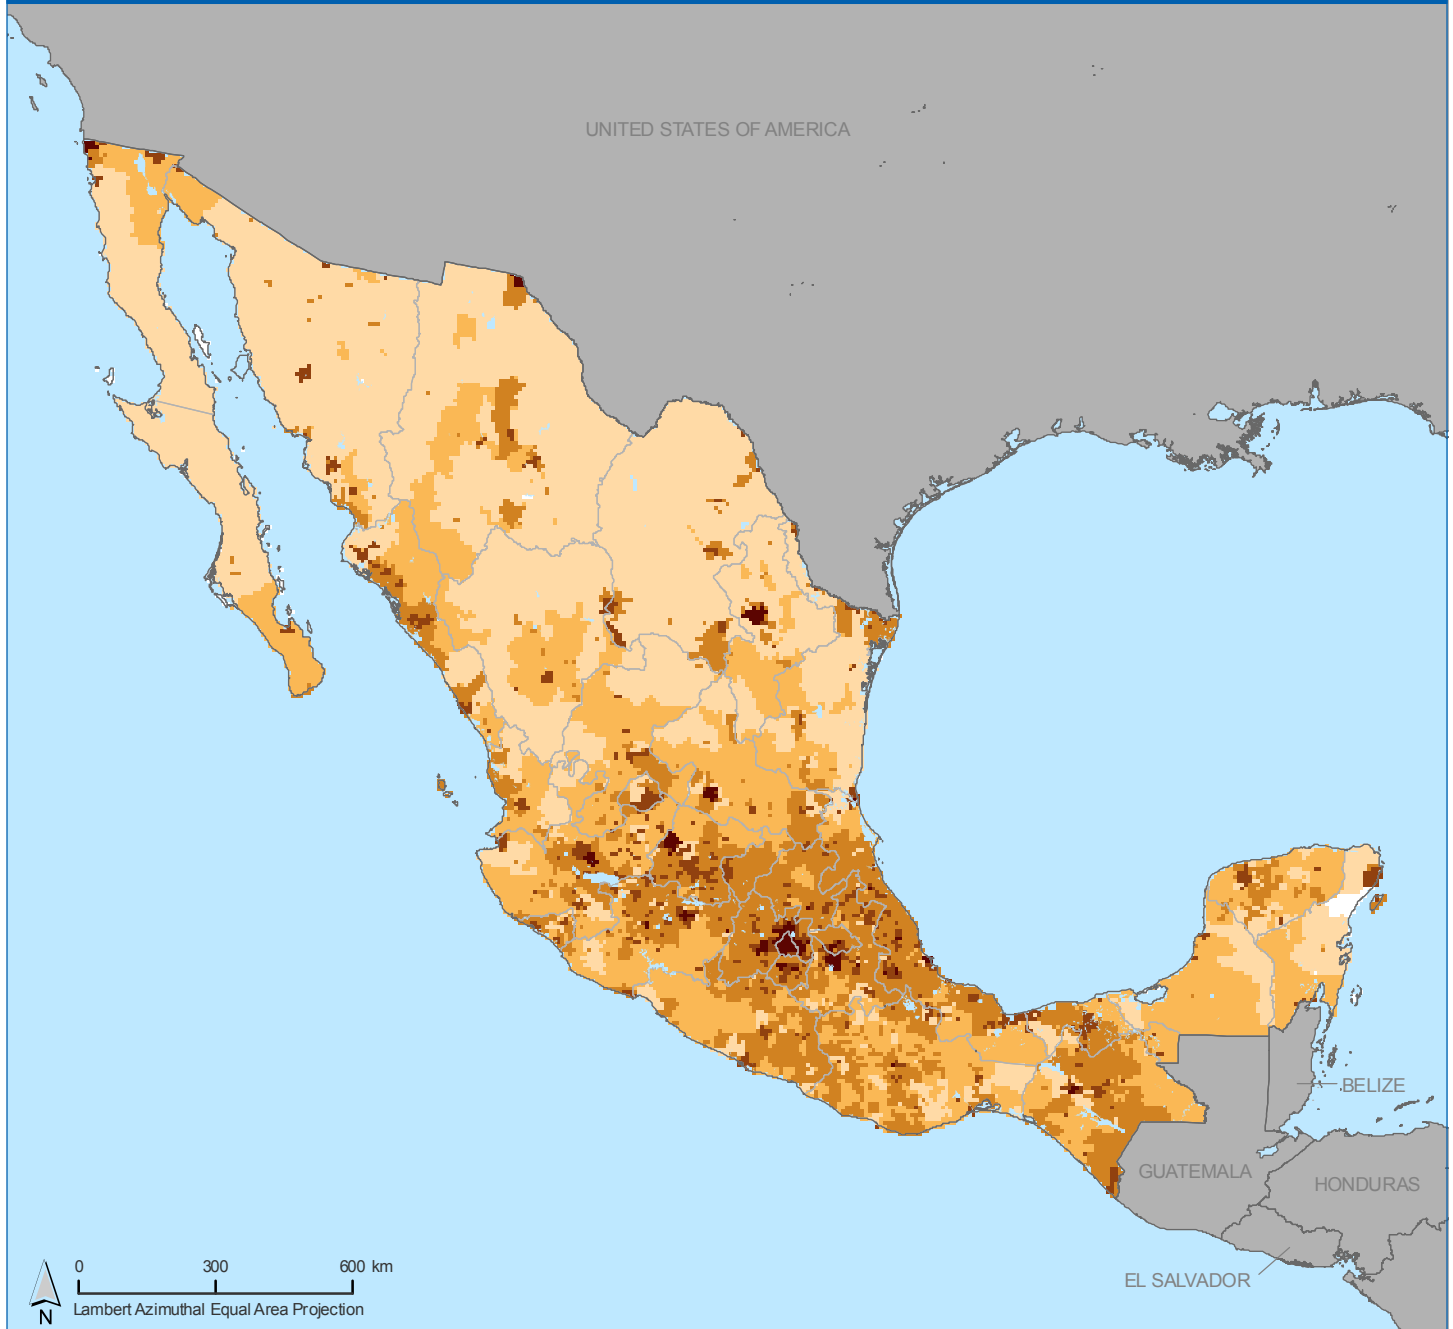 UNITED STATES OF AMERICA
BELIZE
GUATEMALA
HONDURAS
EL SALVADOR
0 300 600 km
Lambert Azimuthal Equal Area Projection
N